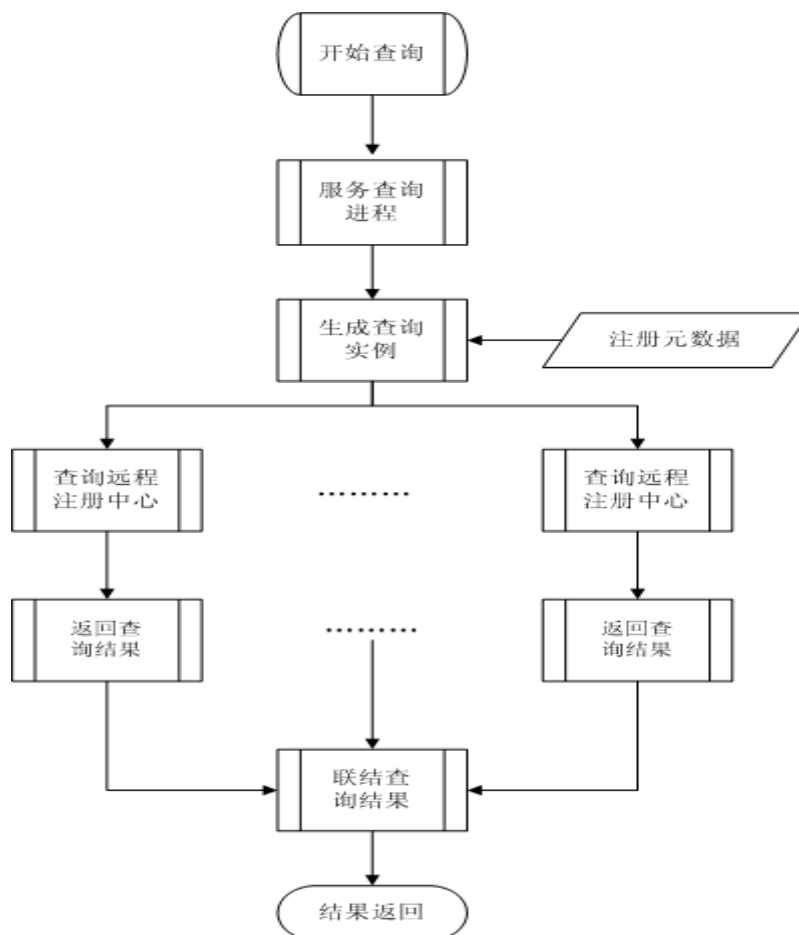 开始查询
服务查询
进程
生成查询
实例
注册元数据
查询远程
注册中心
.........
查询远程
注册中心
返回查
询结果
.........
返回查
询结果
联结查
询结果
结果返回